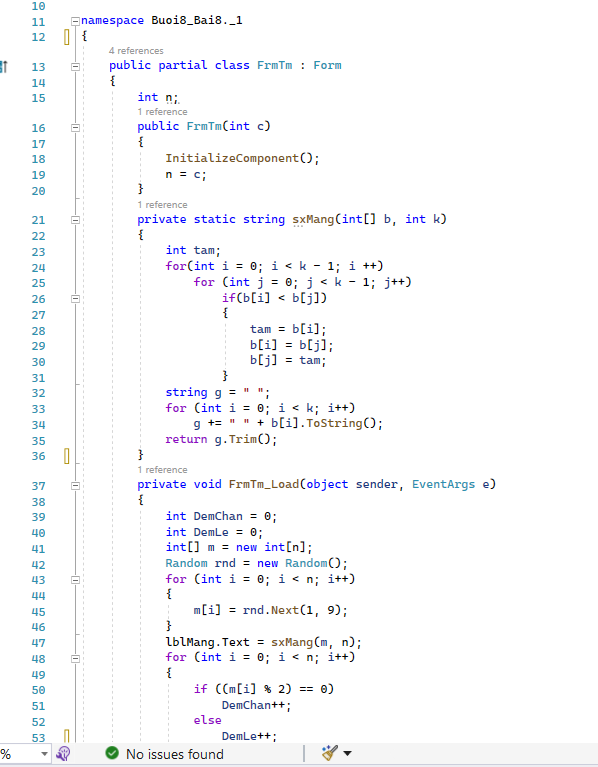 10
11 namespace Buoi8_Bai8._1
12 {
4 references
13 public partial class FrmTm : Form
14 {
15 int n;
1 reference
16 public FrmTm(int c)
17 {
18 InitializeComponent();
19 n = c;
20 }
1 reference
21 private static string sxMang(int[] b, int k)
22 {
23 int tam;
24 for(int i = 0; i < k - 1; i ++)
25 for (int j = 0; j < k - 1; j++)
26 if(b[i] < b[j])
27 {
28 tam = b[i];
29 b[i] = b[j];
30 b[j] = tam;
31 }
32 string g = " ";
33 for (int i = 0; i < k; i++)
34 g += " " + b[i].ToString();
35 return g.Trim();
36 }
1 reference
37 private void FrmTm_Load(object sender, EventArgs e)
38 {
39 int DemChan = 0;
40 int DemLe = 0;
41 int[] m = new int[n];
42 Random rnd = new Random();
43 for (int i = 0; i < n; i++)
44 {
45 m[i] = rnd.Next(1, 9);
46 }
47 lblMang.Text = sxMang(m, n);
48 for (int i = 0; i < n; i++)
49 {
50 if ((m[i] % 2) == 0)
51 DemChan++;
52 else
53 DemLe++;
% No issues found